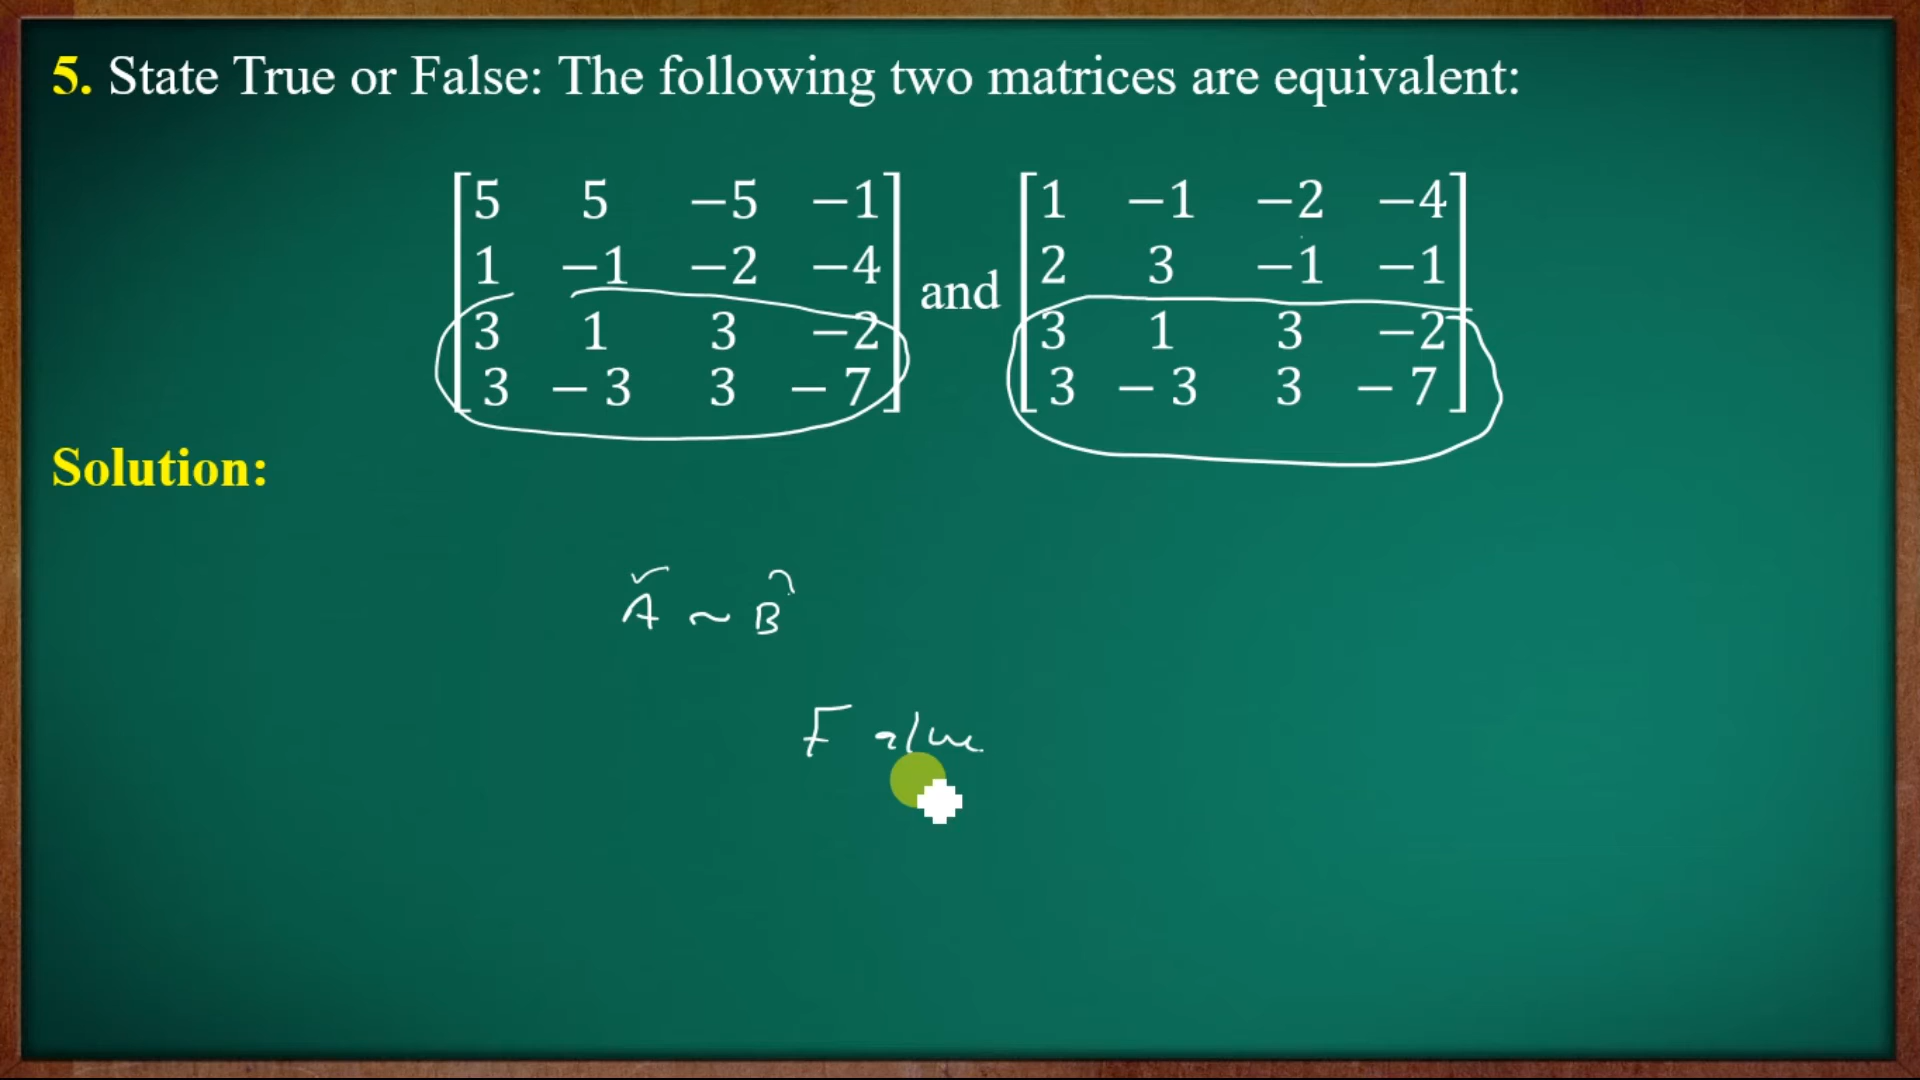 5. State True or False: The following two matrices are equivalent:
[5 5 −5 −1] [1 −1 −2 −4]
[1 −1 −2 −4] [2 3 −1 −1]
and
[3 1 3 −2] [3 1 3 −2]
[3 − 3 3 − 7] [3 − 3 3 − 7]
Solution:
A ~ B